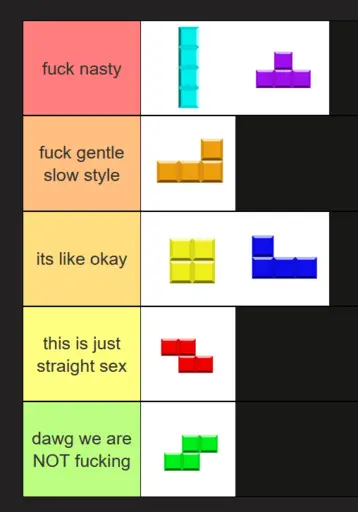 fuck nasty
fuck gentle
slow style
its like okay
this is just
straight sex
dawg we are
NOT fucking